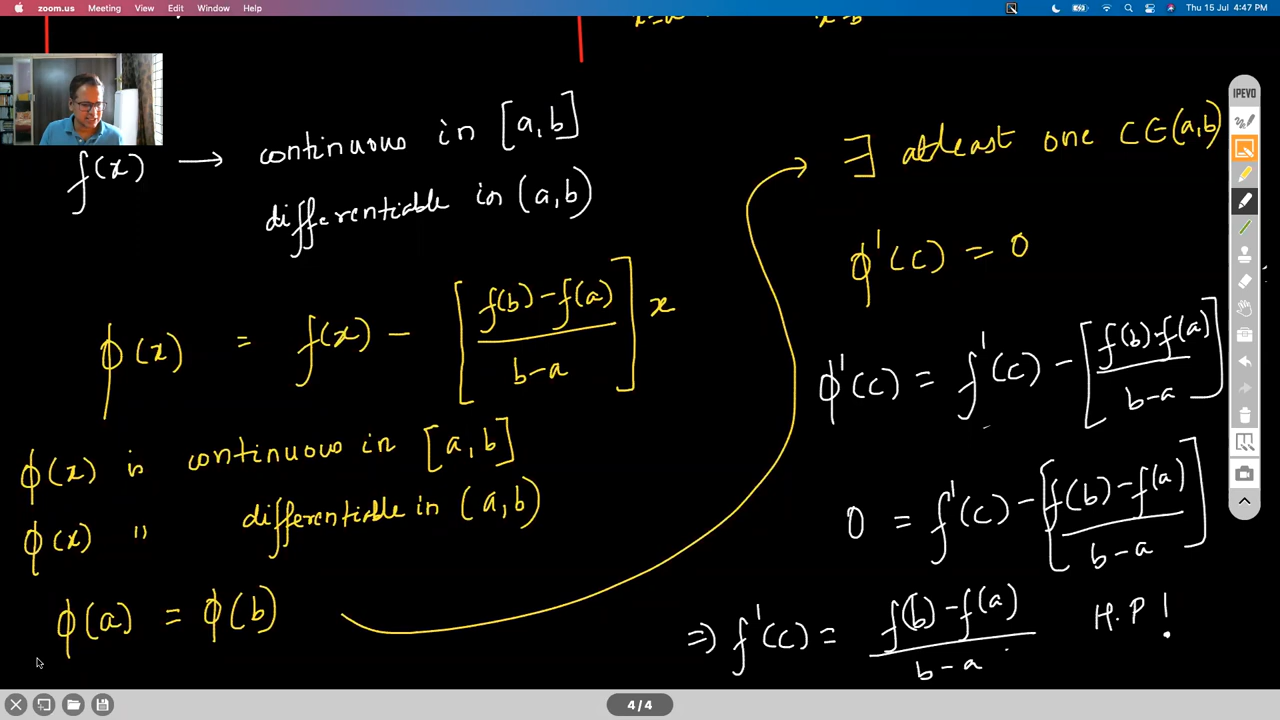 zoom.us Meeting View Edit Window Help
Thu 15 Jul 4:47 PM
IPEVO
f(x) → continuous in [a,b]
differentiable in (a,b)
ϕ(x) = f(x) - [f(b)-f(a)/b-a] x
ϕ(x) is continuous in [a,b]
ϕ(x) " differentiable in (a,b)
ϕ(a) = ϕ(b)
∃ atleast one c∈(a,b)
ϕ'(c) = 0
ϕ'(c) = f'(c) - [f(b)-f(a)/b-a]
0 = f'(c) - [f(b)-f(a)/b-a]
⇒ f'(c) = f(b)-f(a)/b-a H.P!
4/4